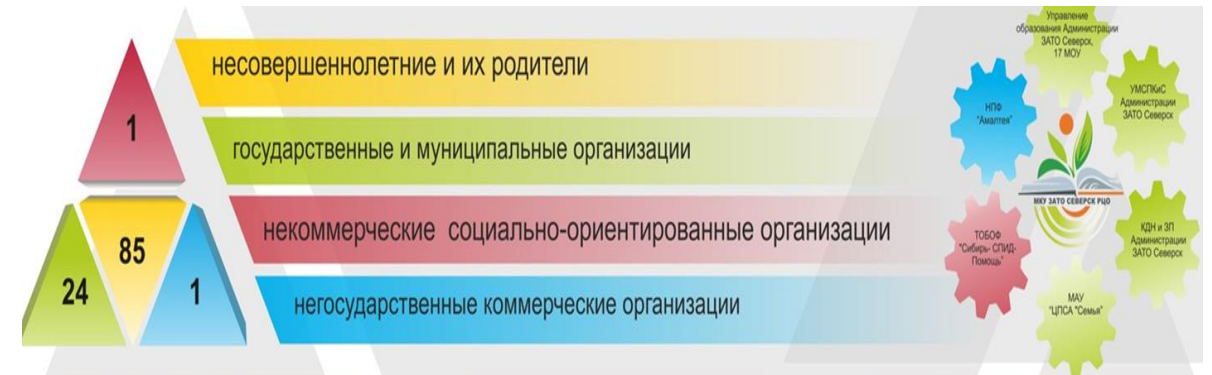 1
85
24
1
несовершеннолетние и их родители
государственные и муниципальные организации
некоммерческие социально-ориентированные организации
негосударственные коммерческие организации
Управление
образования Администрации
ЗАТО Северск,
17 МОУ
НПФ
"Амалтея"
УМСПКиС
Администрации
ЗАТО Северск
МКУ ЗАТО СЕВЕРСК РЦО
ТОБОФ
"Сибирь- СПИД-
Помощь"
КДН и ЗП
Администрации
ЗАТО Северск
МАУ
"ЦПСА "Семья"